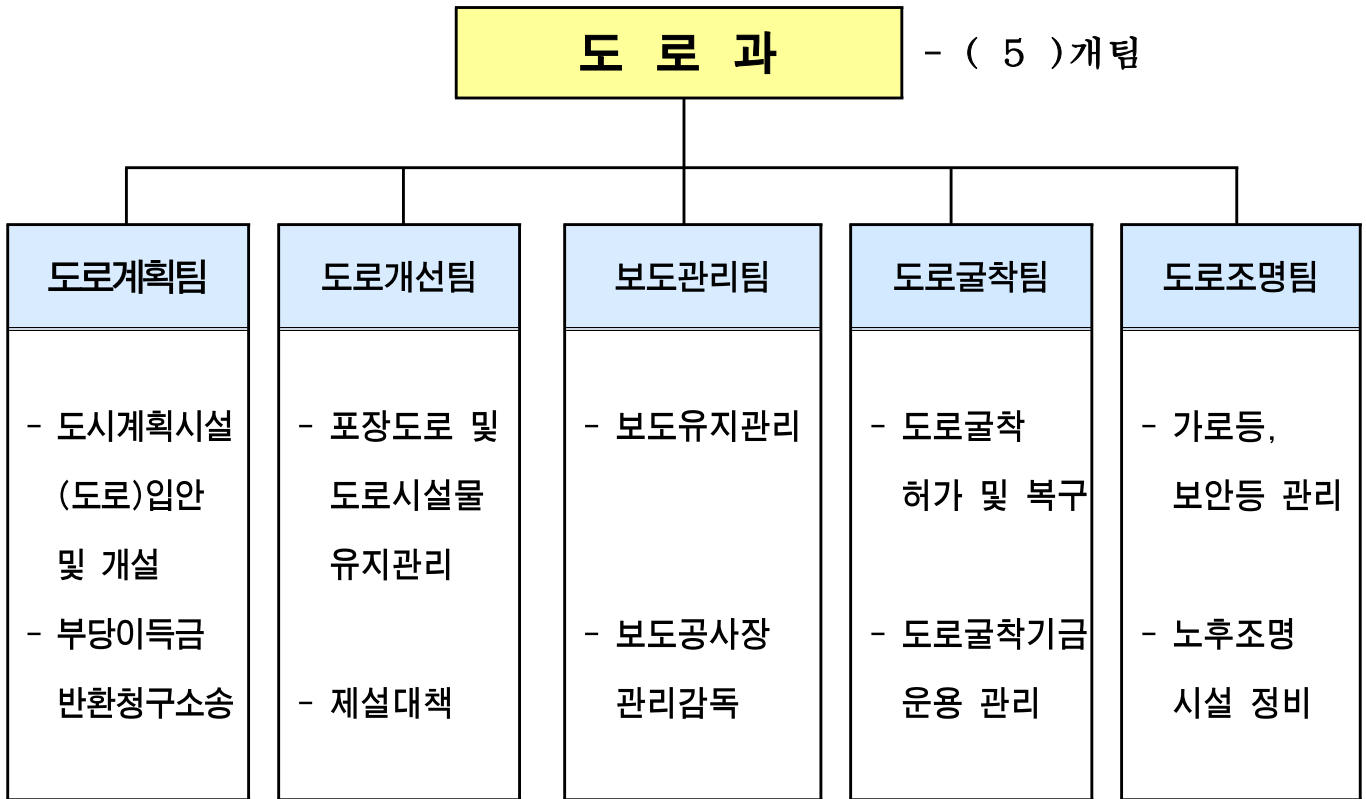 도 로 과
- ( 5 )개팀
도로계획팀
- 도시계획시설
(도로)입안
및 개설
- 부당이득금
반환청구소송
도로개선팀
- 포장도로 및
도로시설물
유지관리
- 제설대책
보도관리팀
- 보도유지관리
- 보도공사장
관리감독
도로굴착팀
- 도로굴착
허가 및 복구
- 도로굴착기금
운용 관리
도로조명팀
- 가로등,
보안등 관리
- 노후조명
시설 정비